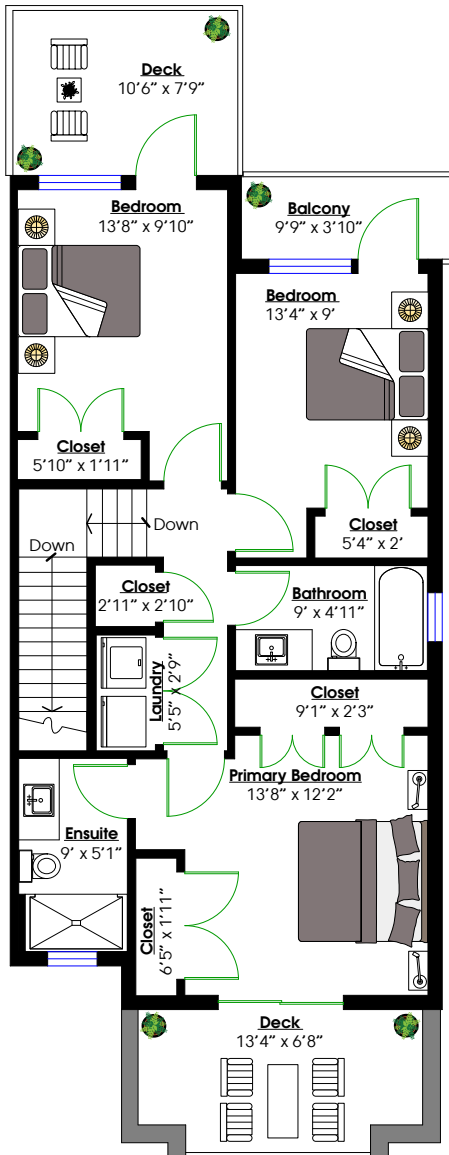 Deck
10'6" x 7'9"
Bedroom
13'8" x 9'10"
Balcony
9'9" x 3'10"
Bedroom
13'4" x 9'
Closet
5'10" x 1'11"
Closet
5'4" x 2'
Down
Down
Closet
2'11" x 2'10"
Bathroom
9' x 4'11"
Laundry
5'5" x 2'9"
Closet
9'1" x 2'3"
Primary Bedroom
13'8" x 12'2"
Ensuite
9' x 5'1"
Closet
6'5" x 1'11"
Deck
13'4" x 6'8"